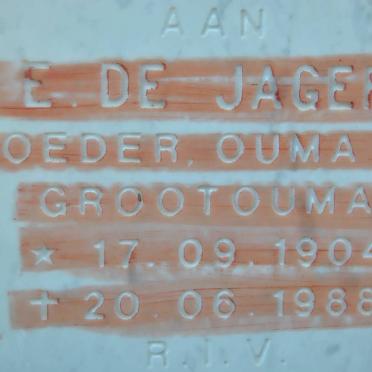 AAN
E. DE JAGER
OEDER, OUMA
GROOTOUMA
★ 17.09.1904
† 20.06.1988
R.I.V.